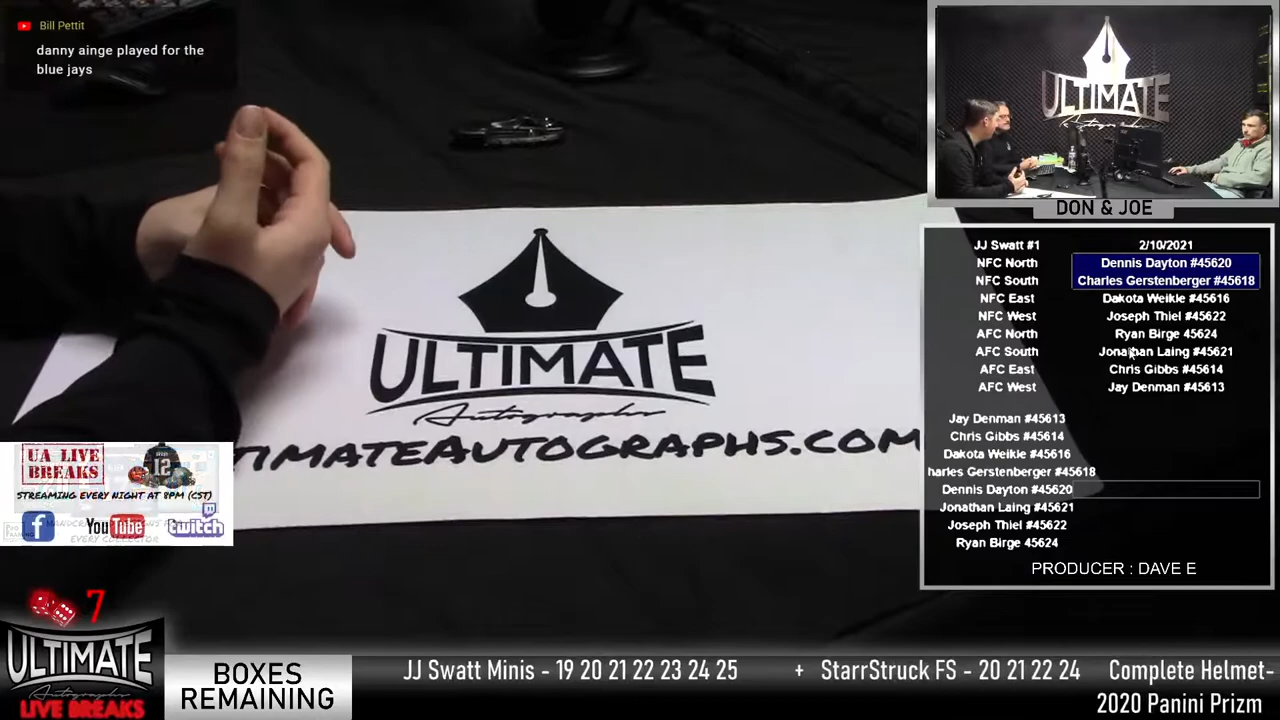 Bill Pettit
danny ainge played for the
blue jays
ULTIMATE
Autographs
DON & JOE
JJ Swatt #1 2/10/2021
NFC North Dennis Dayton #45620
NFC South Charles Gerstenberger #45618
NFC East Dakota Weikle #45616
NFC West Joseph Thiel #45622
AFC North Ryan Birge 45624
AFC South Jonathan Laing #45621
AFC East Chris Gibbs #45614
AFC West Jay Denman #45613
Jay Denman #45613
Chris Gibbs #45614
Dakota Weikle #45616
harles Gerstenberger #45618
Dennis Dayton #45620
Jonathan Laing #45621
Joseph Thiel #45622
Ryan Birge 45624
PRODUCER : DAVE E
ULTIMATE
Autographs
TIMATEAUTOGRAPHS.COM
UA LIVE
BREAKS
12
STREAMING EVERY NIGHT AT 8PM (CST)
f YouTube twitch
EVERY COLLECTOR
7
ULTIMATE
Autographs
LIVE BREAKS
BOXES
REMAINING
JJ Swatt Minis - 19 20 21 22 23 24 25 + StarrStruck FS - 20 21 22 24 Complete Helmet-
2020 Panini Prizm